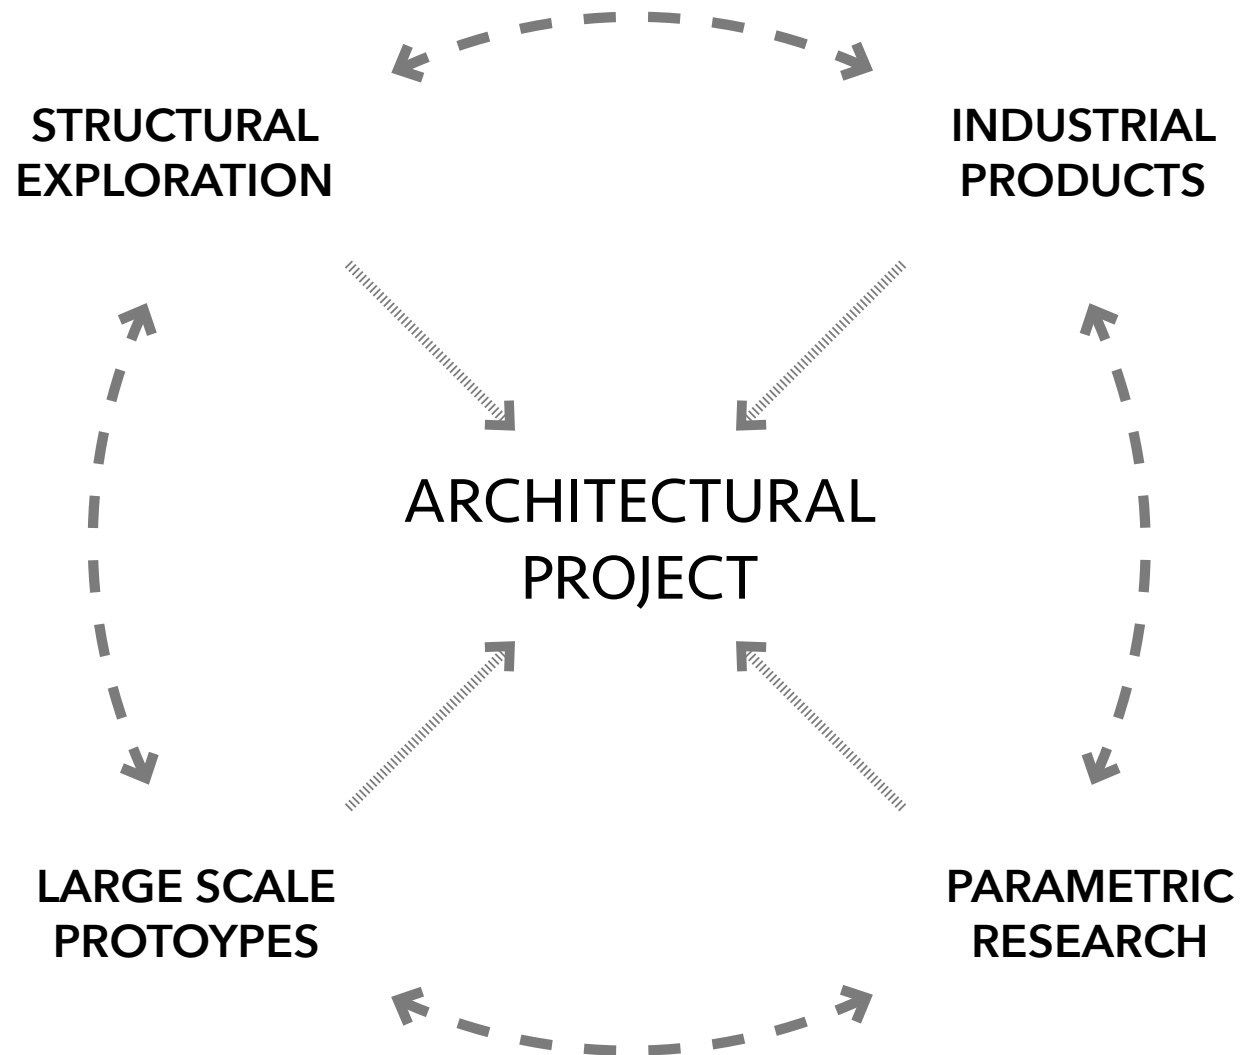 STRUCTURAL
EXPLORATION
INDUSTRIAL
PRODUCTS
ARCHITECTURAL
PROJECT
LARGE SCALE
PROTOYPES
PARAMETRIC
RESEARCH